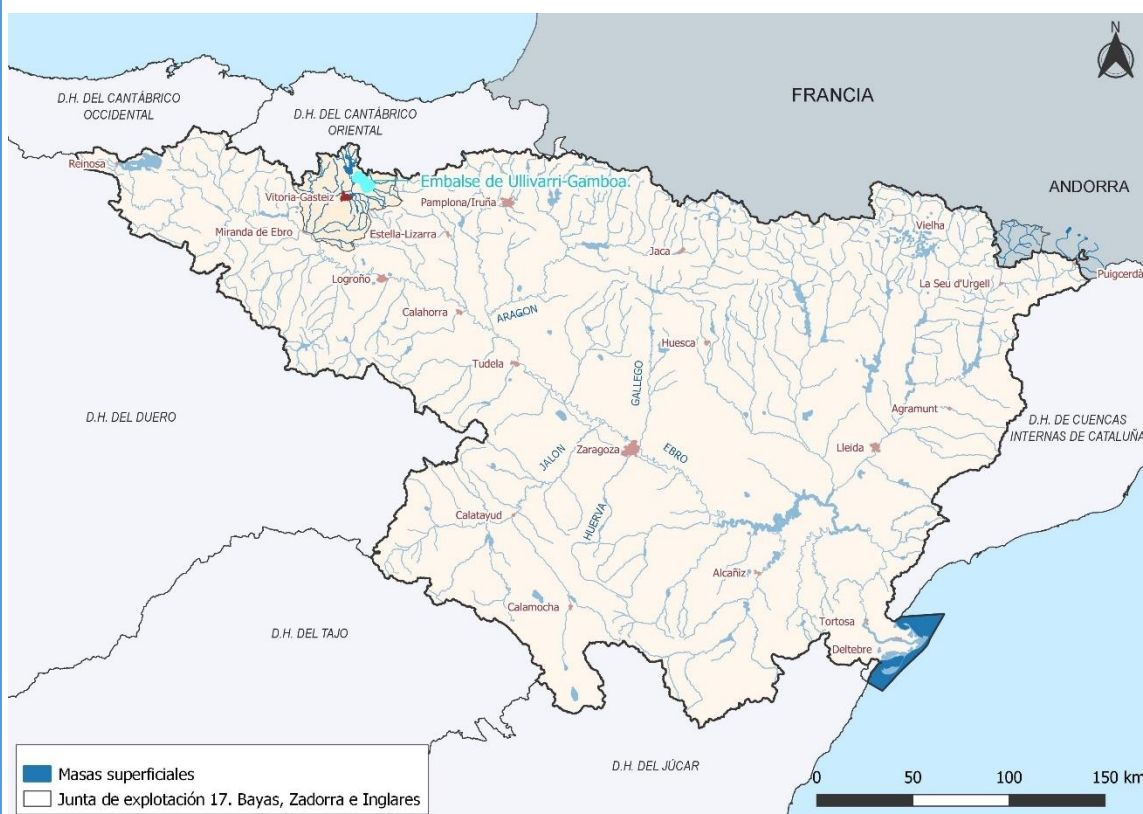 N
FRANCIA
D.H. DEL CANTÁBRICO
OCCIDENTAL
D.H. DEL CANTÁBRICO
ORIENTAL
Reinosa
ANDORRA
Embalse de Ullivarri-Gamboa.
Vitoria-Gasteiz
Pamplona/Iruña
Miranda de Ebro
Estella-Lizarra
Vielha
Jaca
Puigcerdà
La Seu d'Urgell
Logroño
Calahorra
ARAGON
Huesca
Tudela
GALLEGO
Agramunt
D.H. DEL DUERO
D.H. DE CUENCAS
INTERNAS DE CATALUÑA
Lleida
Zaragoza
JALON
EBRO
Calatayud
HUERVA
Alcañiz
Calamocha
Tortosa
D.H. DEL TAJO
Deltebre
D.H. DEL JÚCAR
Masas superficiales
Junta de explotación 17. Bayas, Zadorra e Inglares
0 50 100 150 km